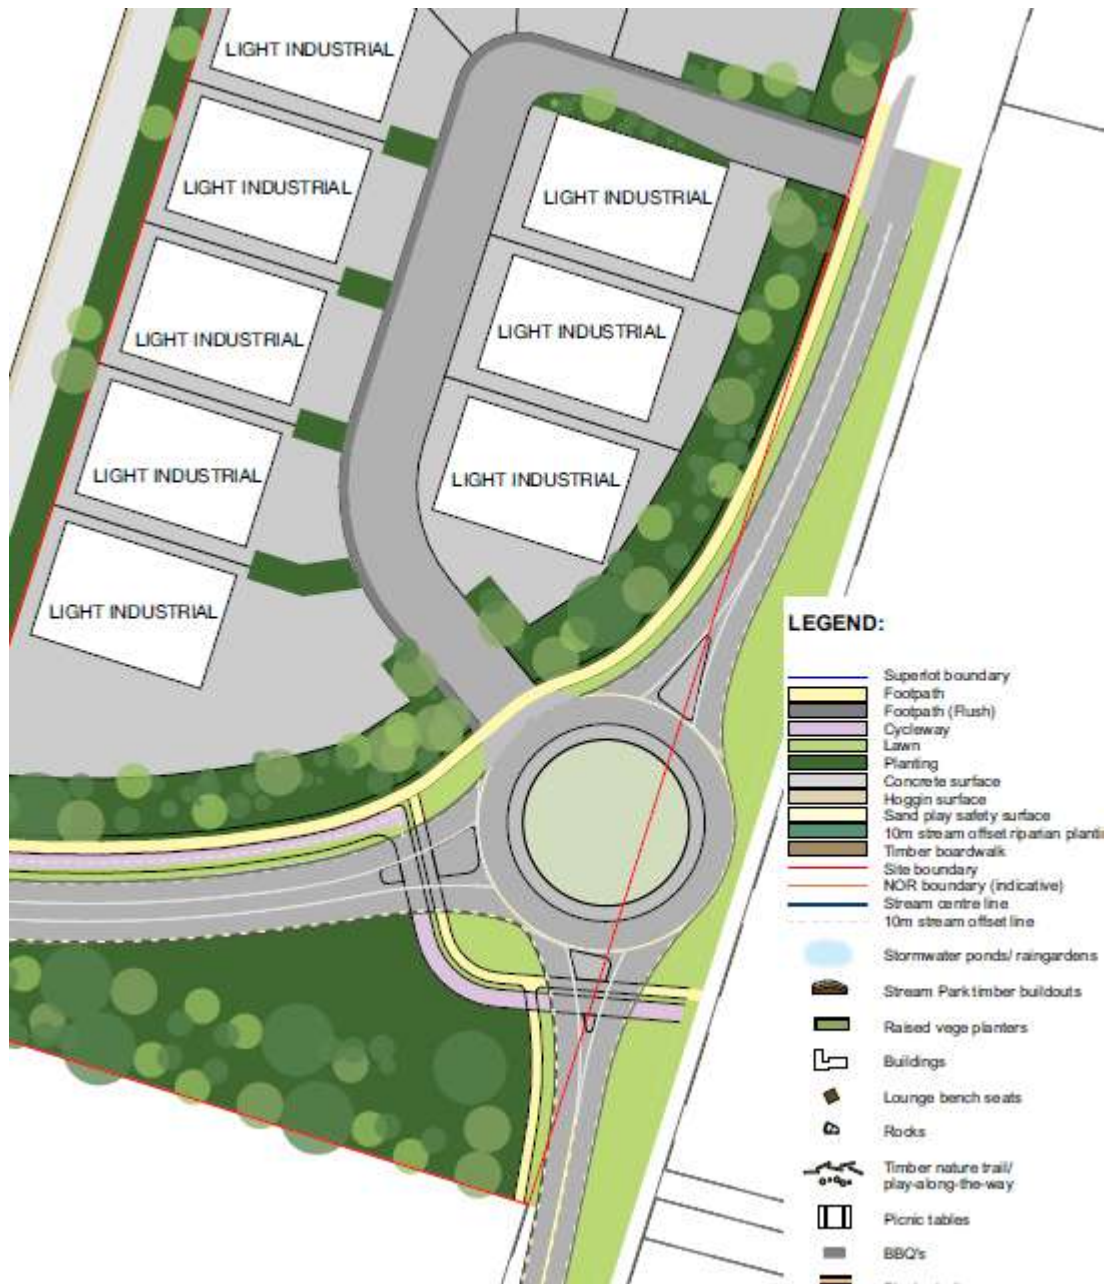 LIGHT INDUSTRIAL
LIGHT INDUSTRIAL
LIGHT INDUSTRIAL
LIGHT INDUSTRIAL
LIGHT INDUSTRIAL
LIGHT INDUSTRIAL
LIGHT INDUSTRIAL
LIGHT INDUSTRIAL
LEGEND:
Superlot boundary
Footpath
Footpath (Flush)
Cycleway
Lawn
Planting
Concrete surface
Hoggin surface
Sand play safety surface
10m stream offset riparian planti
Timber boardwalk
Site boundary
NOR boundary (indicative)
Stream centre line
10m stream offset line
Stormwater ponds/ raingardens
Stream Park timber buildouts
Raised vege planters
Buildings
Lounge bench seats
Rocks
Timber nature trail/
play-along-the-way
Picnic tables
BBQ's